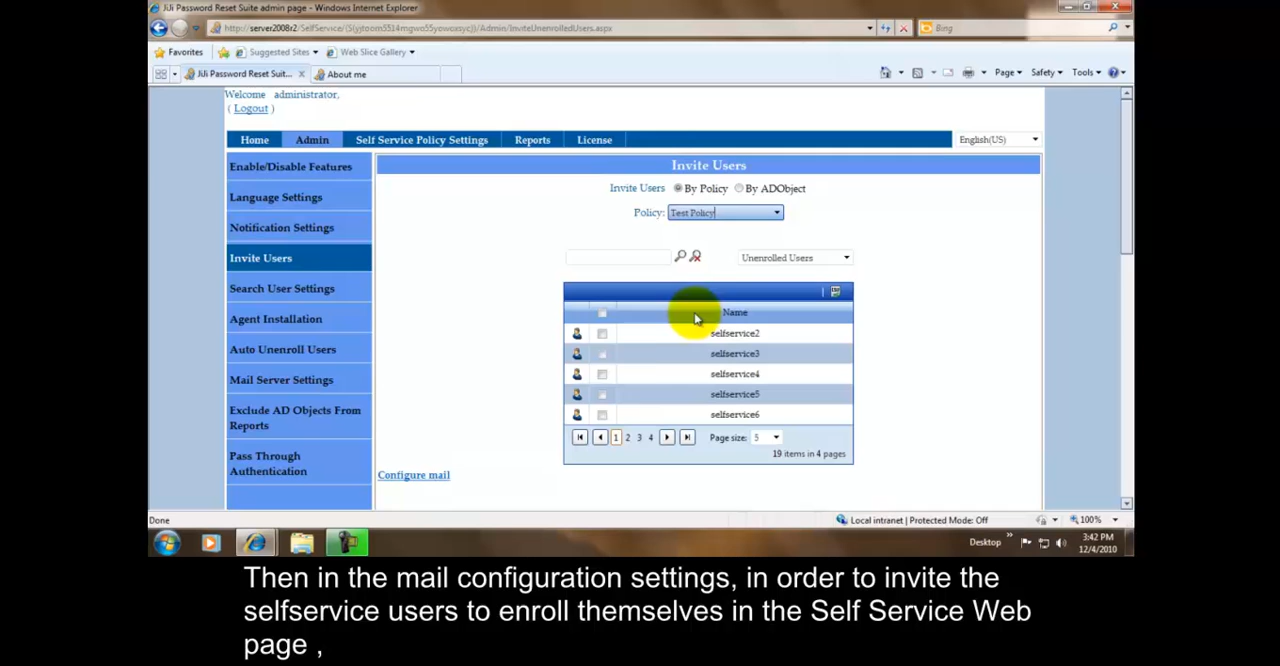 JiJi Password Reset Suite admin page - Windows Internet Explorer
Bing
Favorites Suggested Sites Web Slice Gallery
JiJi Password Reset Suit... x About me
Page Safety Tools
Welcome administrator,
( Logout )
Home Admin Self Service Policy Settings Reports License English(US)
Enable/Disable Features
Invite Users
Language Settings
Invite Users By Policy By ADObject
Notification Settings
Policy: Test Policy
Invite Users
Unenrolled Users
Search User Settings
Name
Agent Installation
selfservice2
Auto Unenroll Users
selfservice3
selfservice4
Mail Server Settings
selfservice5
Exclude AD Objects From
Reports
selfservice6
1 2 3 4 Page size: 5
19 items in 4 pages
Pass Through
Authentication
Configure mail
Done Local intranet | Protected Mode: Off 100%
Desktop 3:42 PM
12/4/2010
Then in the mail configuration settings, in order to invite the
selfservice users to enroll themselves in the Self Service Web
page ,